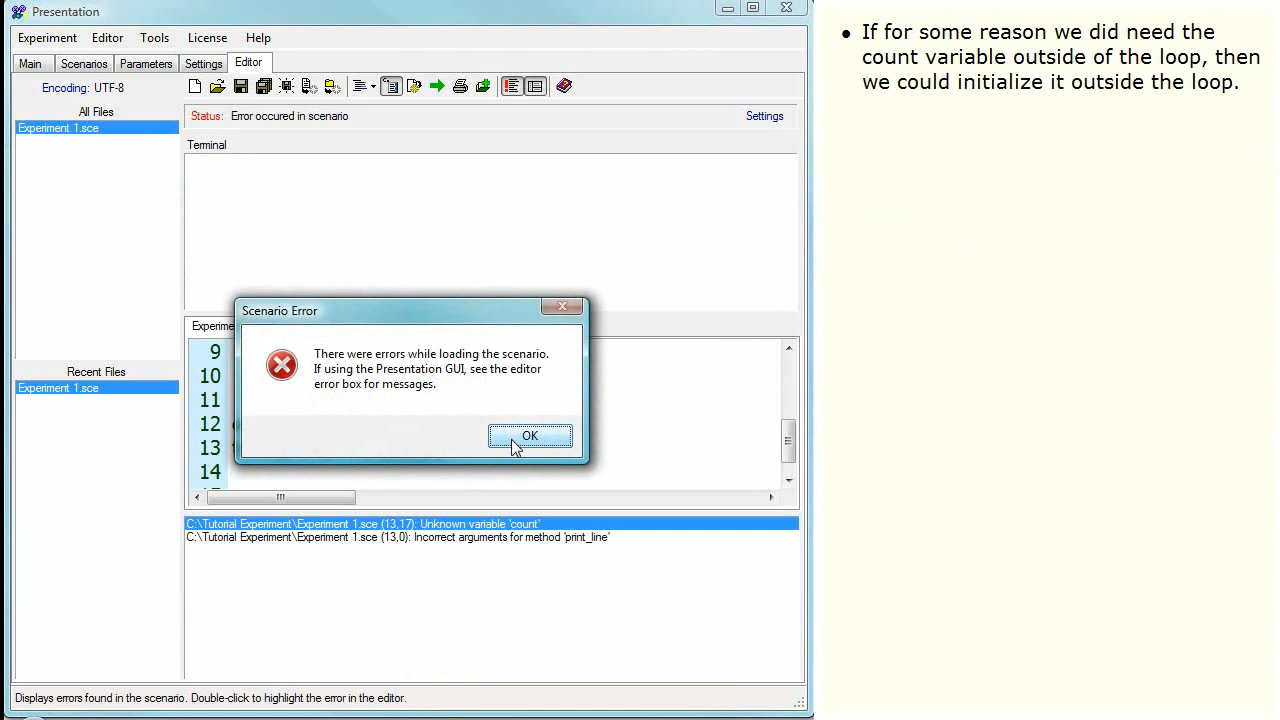 Presentation
Experiment Editor Tools License Help
Main Scenarios Parameters Settings Editor
Encoding: UTF-8
All Files
Experiment 1.sce
Status: Error occured in scenario Settings
Terminal
Scenario Error
There were errors while loading the scenario.
If using the Presentation GUI, see the editor
error box for messages.
OK
Experime
9
10
11
12
13
14
Recent Files
Experiment 1.sce
C:\Tutorial Experiment\Experiment 1.sce (13,17): Unknown variable 'count'
C:\Tutorial Experiment\Experiment 1.sce (13,0): Incorrect arguments for method 'print_line'
Displays errors found in the scenario. Double-click to highlight the error in the editor.
• If for some reason we did need the
count variable outside of the loop, then
we could initialize it outside the loop.